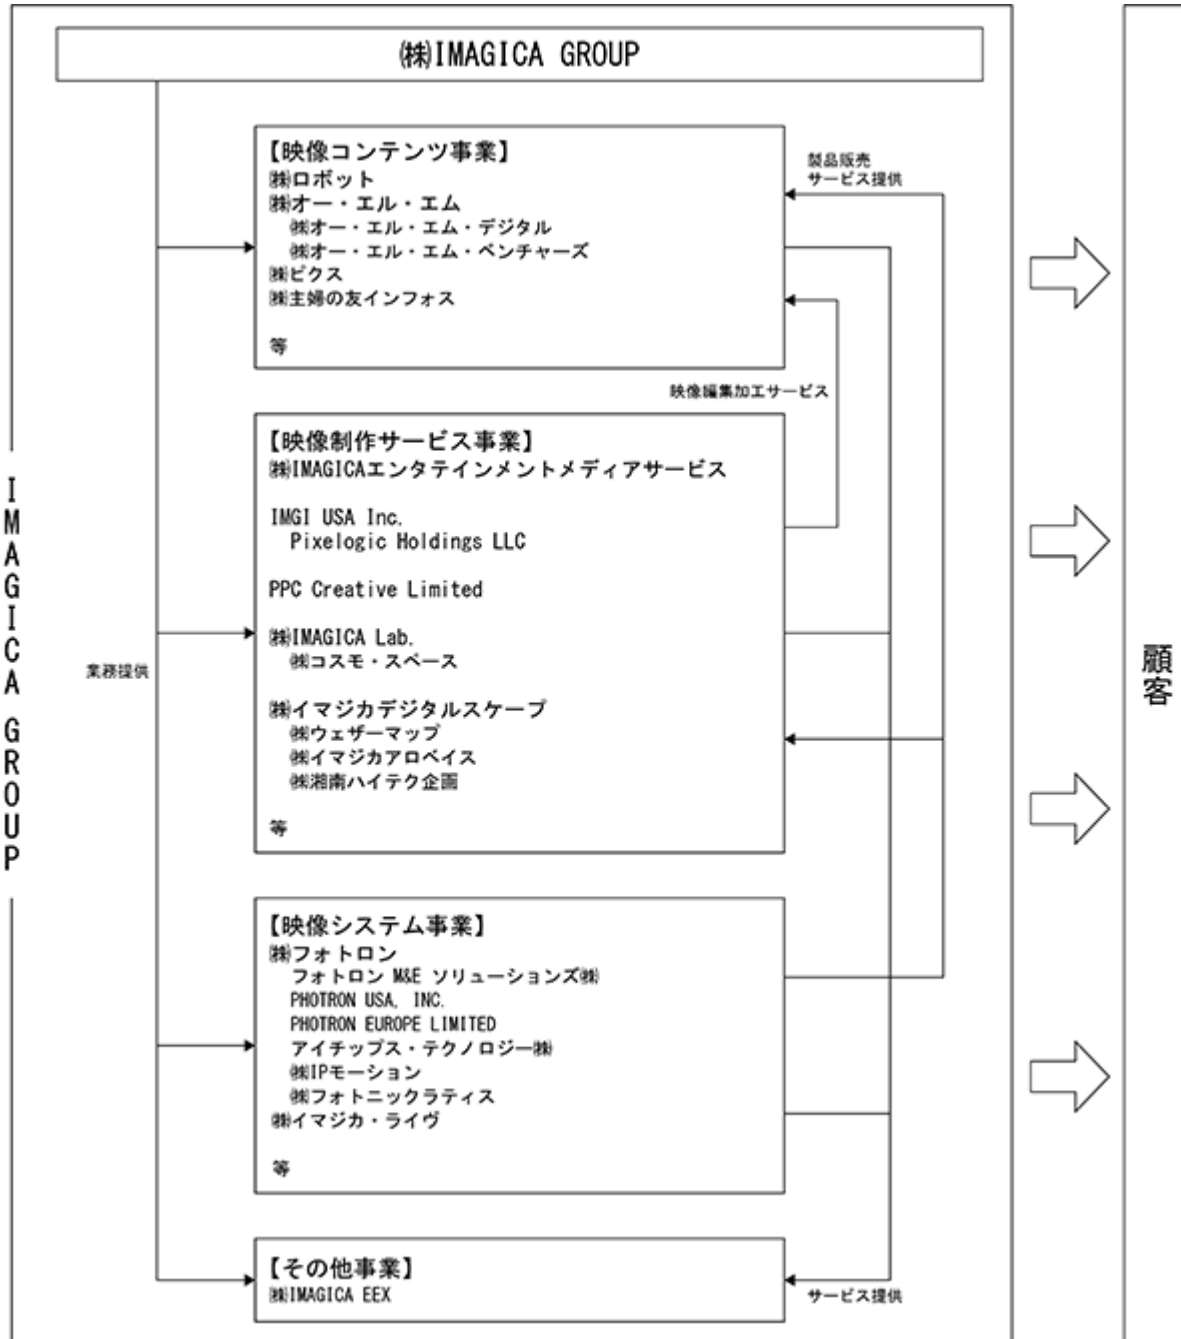 ㈱IMAGICA GROUP
【映像コンテンツ事業】
㈱ロボット
㈱オー・エル・エム
㈱オー・エル・エム・デジタル
㈱オー・エル・エム・ベンチャーズ
㈱ピクス
㈱主婦の友インフォス
等
製品販売
サービス提供
映像編集加工サービス
【映像制作サービス事業】
㈱IMAGICAエンタテインメントメディアサービス
IMGI USA Inc.
Pixelogic Holdings LLC
PPC Creative Limited
㈱IMAGICA Lab.
㈱コスモ・スペース
㈱イマジカデジタルスケープ
㈱ウェザーマップ
㈱イマジカアロベイス
㈱湘南ハイテク企画
等
業務提供
IMAGICA GROUP
顧客
【映像システム事業】
㈱フォトロン
フォトロン M&E ソリューションズ㈱
PHOTRON USA, INC.
PHOTRON EUROPE LIMITED
アイチップス・テクノロジー㈱
㈱IPモーション
㈱フォトニックラティス
㈱イマジカ・ライヴ
等
【その他事業】
㈱IMAGICA EEX
サービス提供